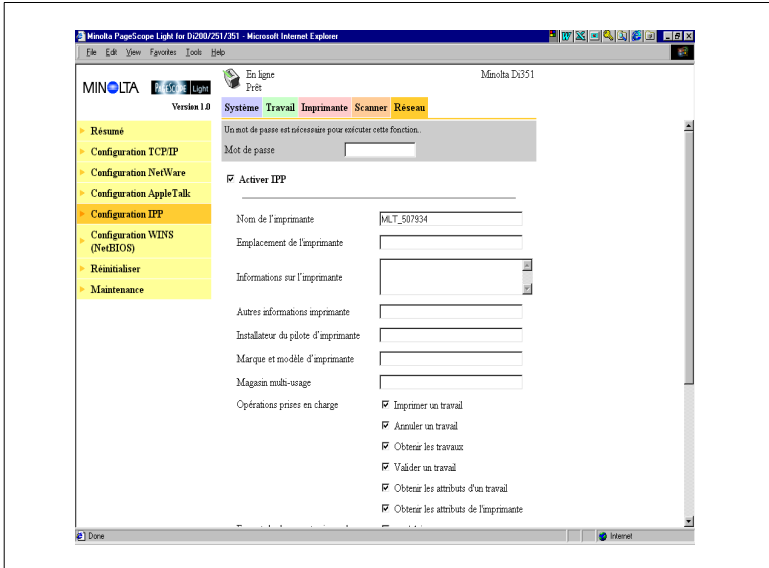 Minolta PageScope Light for Di200/251/351 - Microsoft Internet Explorer
File Edit View Favorites Tools Help
MINOLTA PAGESCOPE Light
Version 1.0
En ligne
Prêt
Minolta Di351
Système Travail Imprimante Scanner Réseau
Résumé
Configuration TCP/IP
Configuration NetWare
Configuration AppleTalk
Configuration IPP
Configuration WINS
(NetBIOS)
Réinitialiser
Maintenance
Un mot de passe est nécessaire pour exécuter cette fonction..
Mot de passe
Activer IPP
Nom de l'imprimante MLT_507934
Emplacement de l'imprimante
Informations sur l'imprimante
Autres informations imprimante
Installateur du pilote d'imprimante
Marque et modèle d'imprimante
Magasin multi-usage
Opérations prises en charge Imprimer un travail
Annuler un travail
Obtenir les travaux
Valider un travail
Obtenir les attributs d'un travail
Obtenir les attributs de l'imprimante
Done Internet